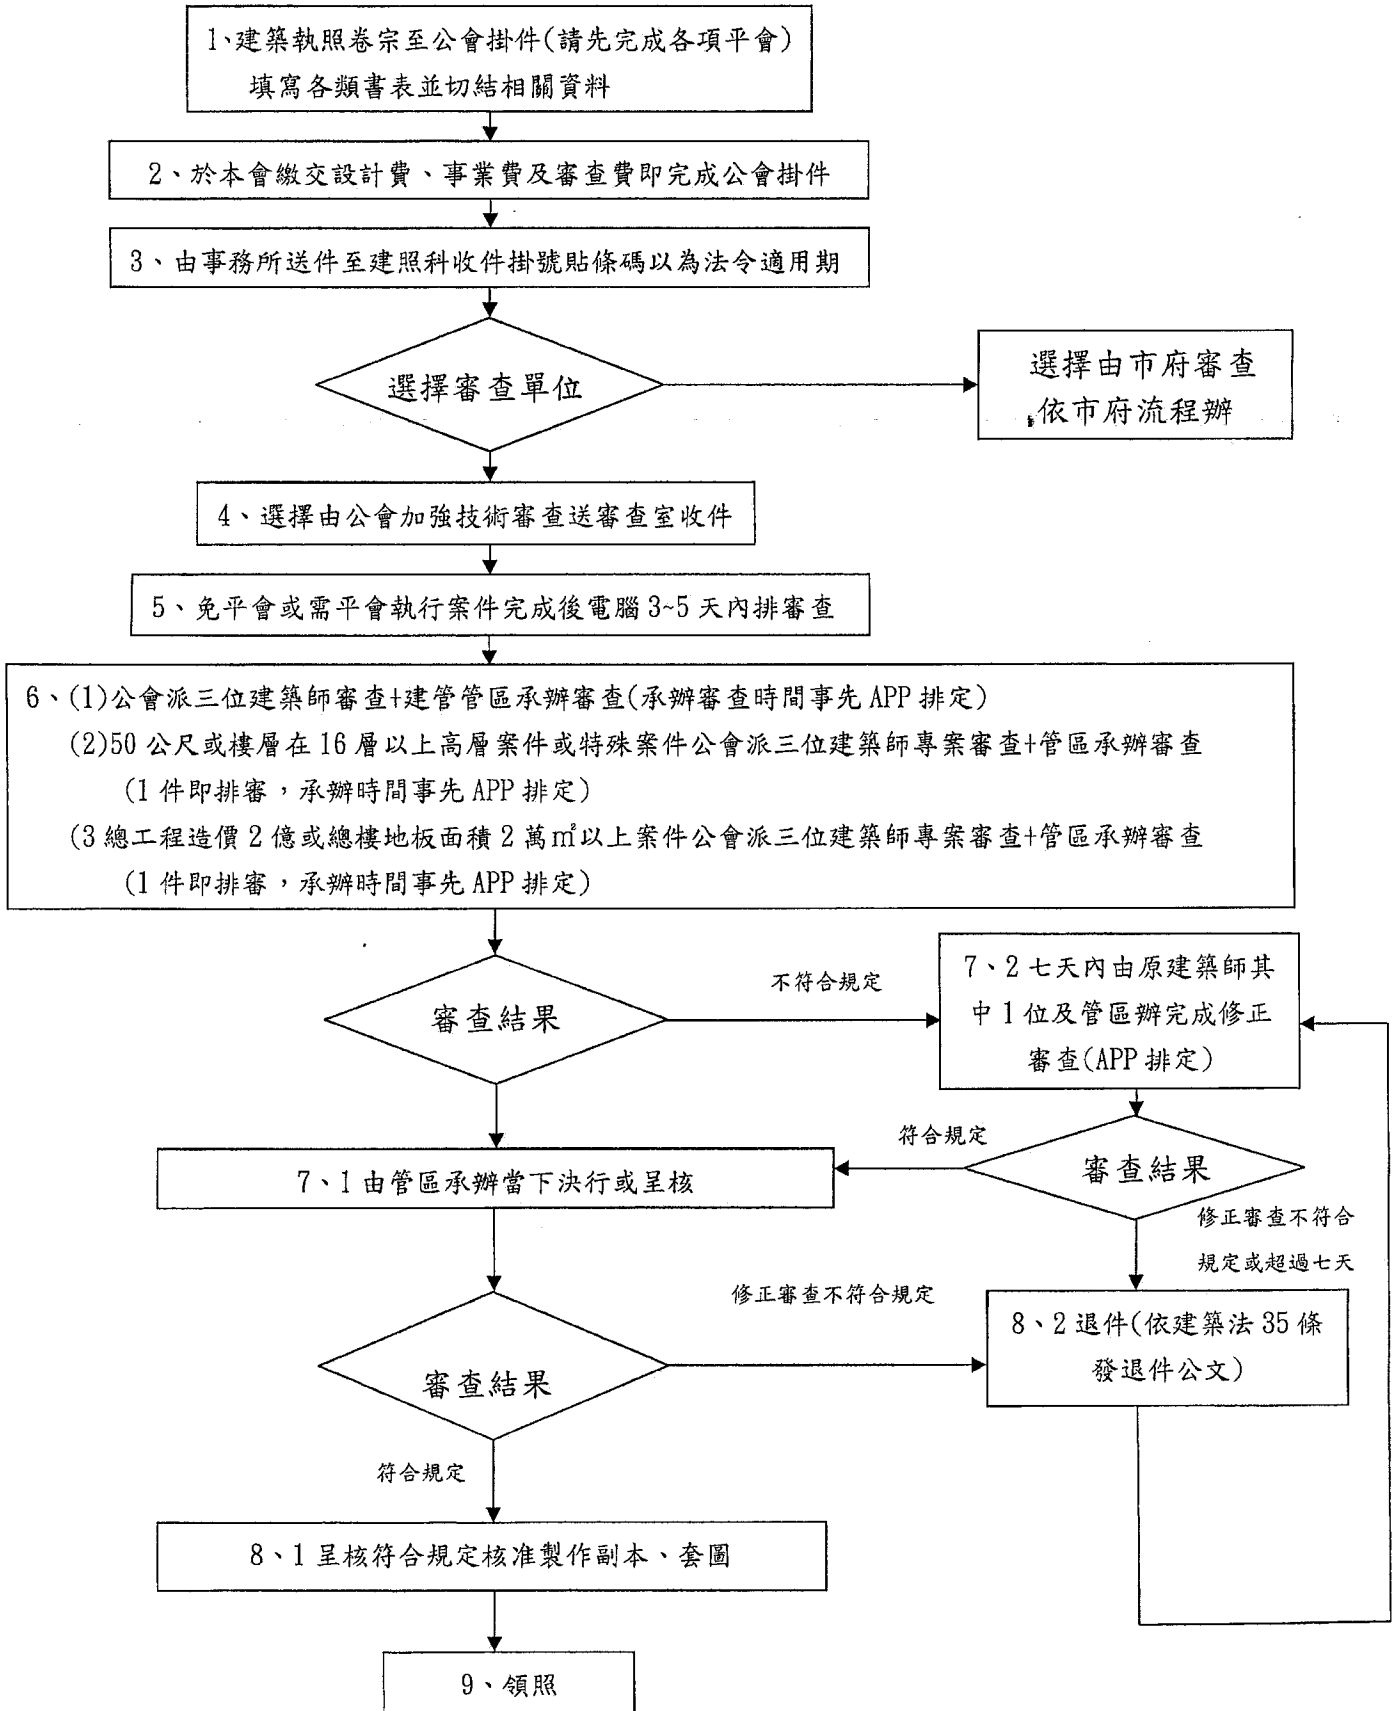 1、建築執照卷宗至公會掛件(請先完成各項平會)
填寫各類書表並切結相關資料
2、於本會繳交設計費、事業費及審查費即完成公會掛件
3、由事務所送件至建照科收件掛號貼條碼以為法令適用期
選擇審查單位
選擇由市府審查
依市府流程辦
4、選擇由公會加強技術審查送審查室收件
5、免平會或需平會執行案件完成後電腦 3~5 天內排審查
6、(1)公會派三位建築師審查+建管管區承辦審查(承辦審查時間事先 APP 排定)
(2)50 公尺或樓層在 16 層以上高層案件或特殊案件公會派三位建築師專案審查+管區承辦審查
(1 件即排審，承辦時間事先 APP 排定)
(3 總工程造價 2 億或總樓地板面積 2 萬㎡以上案件公會派三位建築師專案審查+管區承辦審查
(1 件即排審，承辦時間事先 APP 排定)
審查結果
不符合規定
7、2 七天內由原建築師其
中 1 位及管區辦完成修正
審查(APP 排定)
符合規定
審查結果
7、1 由管區承辦當下決行或呈核
修正審查不符合
規定或超過七天
修正審查不符合規定
8、2 退件(依建築法 35 條
發退件公文)
審查結果
符合規定
8、1 呈核符合規定核准製作副本、套圖
9、領照